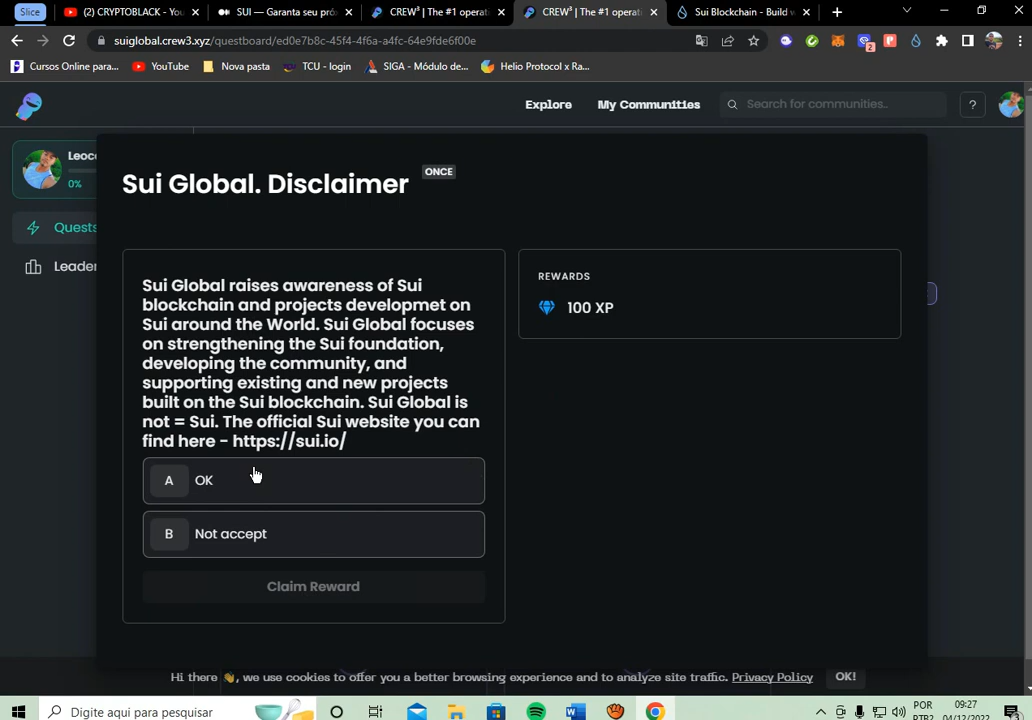 Slice
(2) CRYPTOBLACK - You
SUI — Garanta seu pró
CREW³ | The #1 operati
CREW³ | The #1 operati
Sui Blockchain - Build w
suiglobal.crew3.xyz/questboard/ed0e7b8c-45f4-4f6a-a4fc-64e9fde6f00e
2
Cursos Online para...
YouTube
Nova pasta
TCU - login
SIGA - Módulo de...
Helio Protocol x Ra...
Explore
My Communities
Search for communities..
?
Leoc
0%
Quests
Leader
Sui Global. Disclaimer
ONCE
Sui Global raises awareness of Sui
blockchain and projects developmet on
Sui around the World. Sui Global focuses
on strengthening the Sui foundation,
developing the community, and
supporting existing and new projects
built on the Sui blockchain. Sui Global is
not = Sui. The official Sui website you can
find here - https://sui.io/
A OK
B Not accept
Claim Reward
REWARDS
100 XP
Hi there 👋, we use cookies to offer you a better browsing experience and to analyze site traffic. Privacy Policy
OK!
Digite aqui para pesquisar
POR
PTB2
09:27
04/12/2022